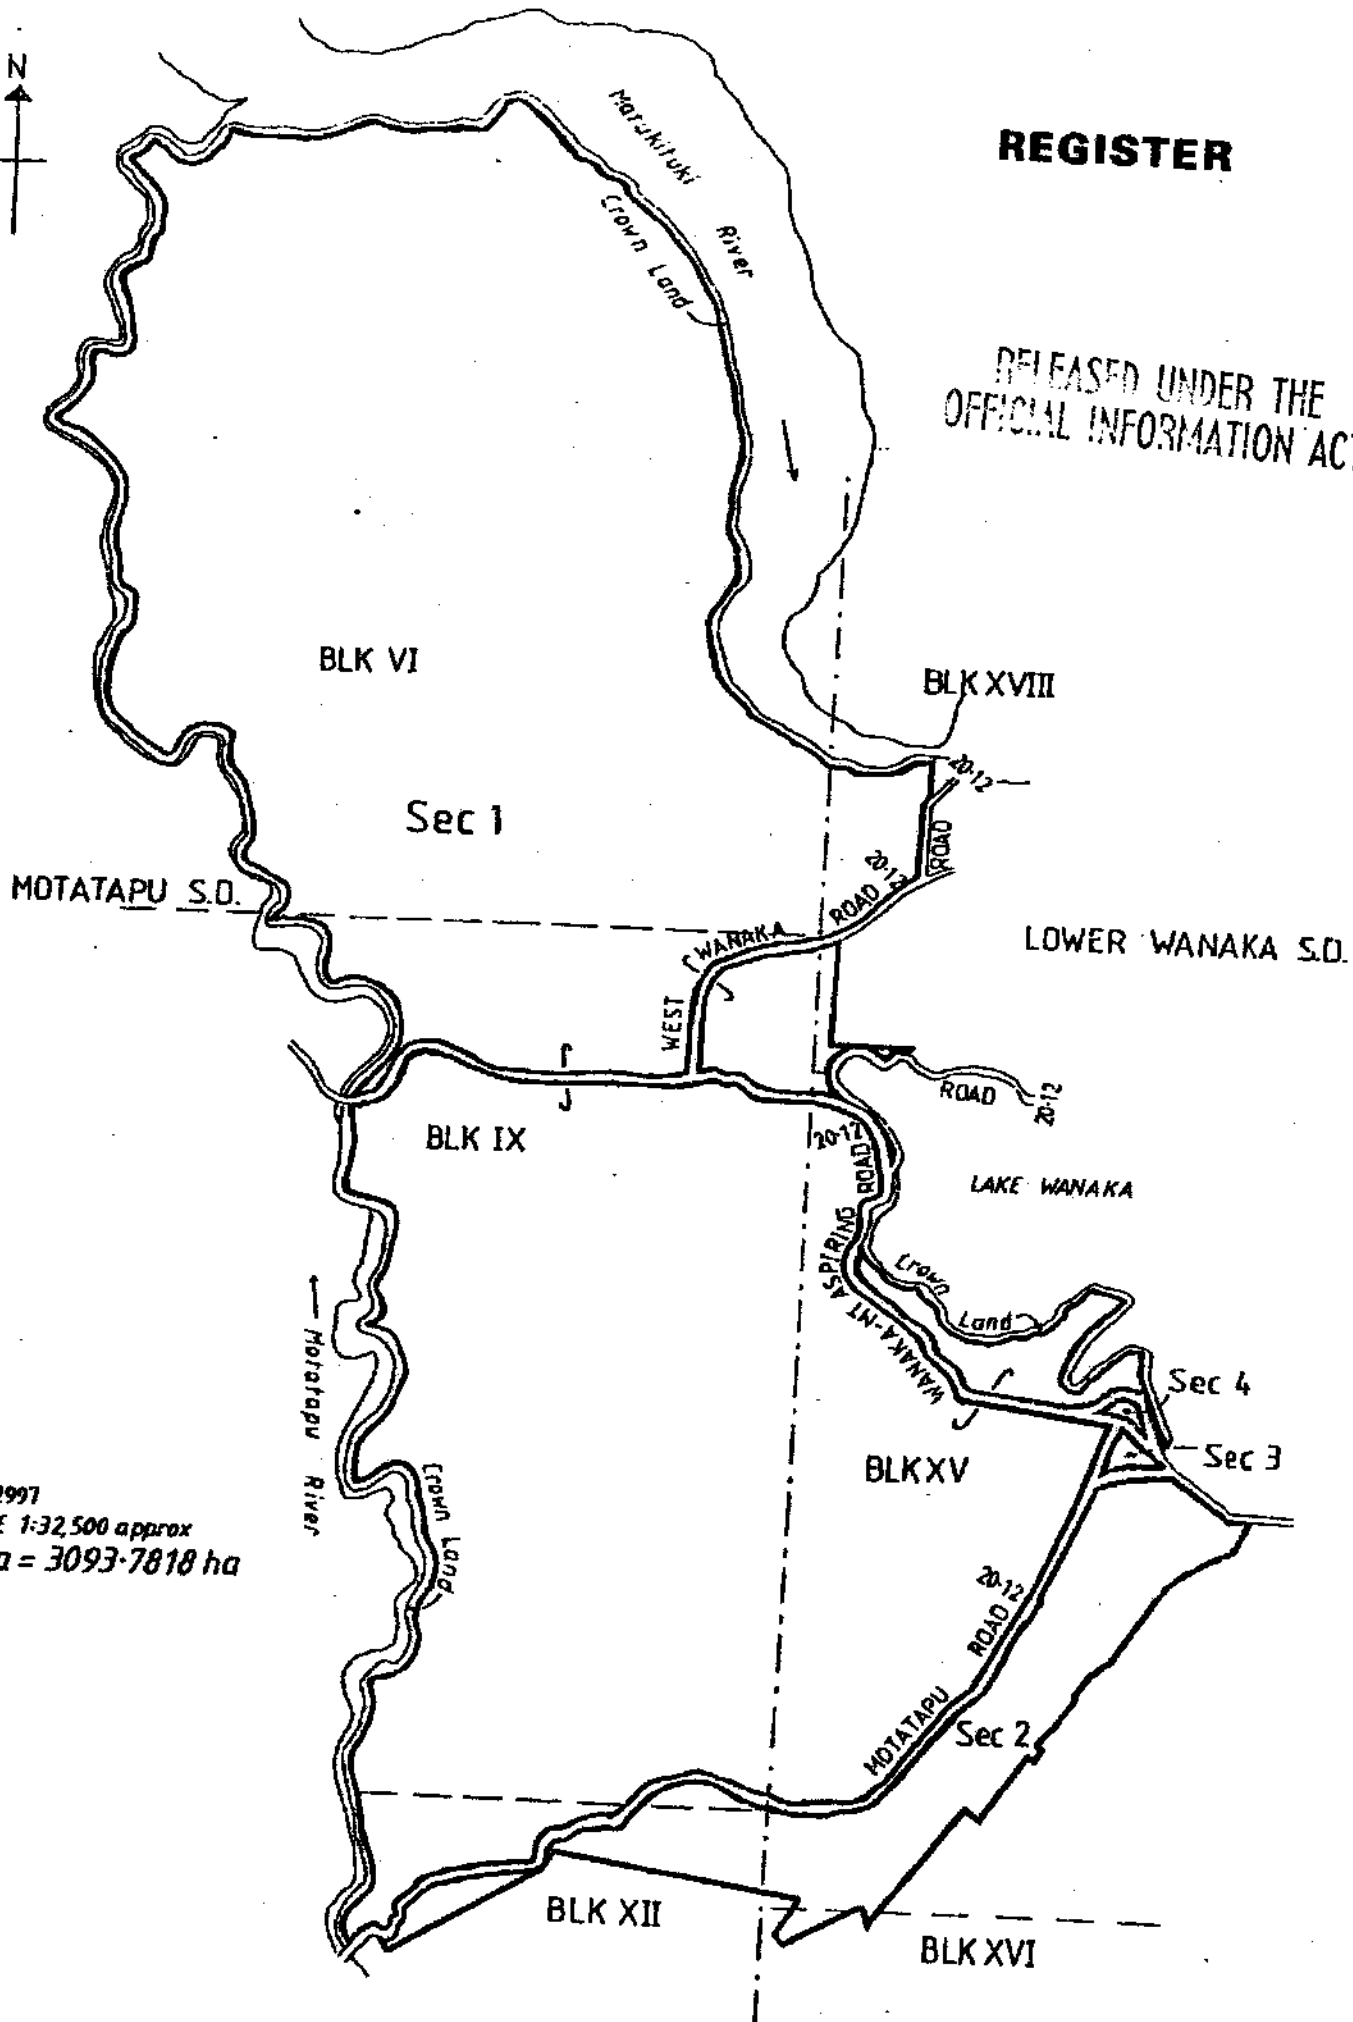 N
REGISTER
Matukituki River
Crown Land
RELEASED UNDER THE
OFFICIAL INFORMATION AC
BLK VI
BLK XVIII
20·12
Sec 1
ROAD
20·12
MOTATAPU S.D.
WEST WANAKA ROAD
LOWER WANAKA S.D.
ROAD
20·12
BLK IX
20·12
LAKE WANAKA
WANAKA-MT ASPIRING ROAD
Crown Land
Motatapu River
Sec 4
Sec 3
BLK XV
Crown Land
2997
E 1:32,500 approx
a = 3093·7818 ha
20·12
MOTATAPU ROAD
Sec 2
BLK XII
BLK XVI